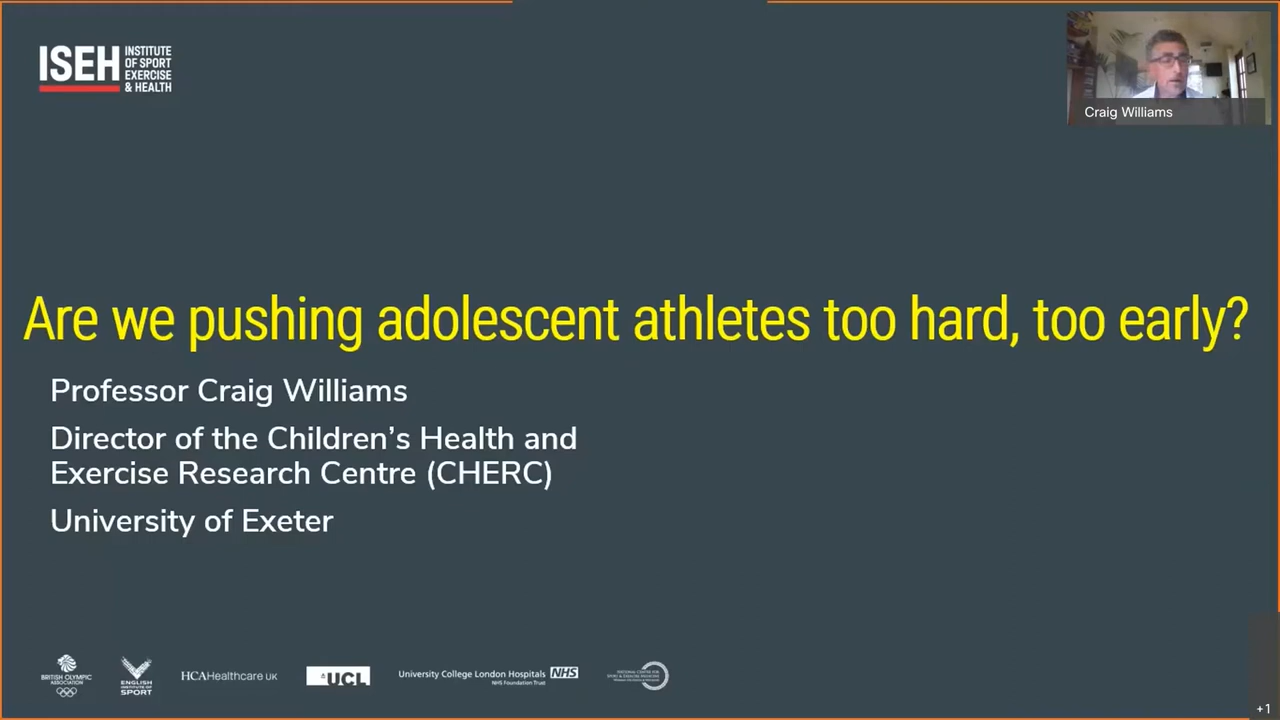 ISEH
INSTITUTE
OF SPORT
EXERCISE
& HEALTH
Craig Williams
Are we pushing adolescent athletes too hard, too early?
Professor Craig Williams
Director of the Children's Health and
Exercise Research Centre (CHERC)
University of Exeter
BRITISH OLYMPIC
ASSOCIATION
ENGLISH
INSTITUTE OF
SPORT
HCAHealthcare UK
UCL
University College London Hospitals NHS
NHS Foundation Trust
+1